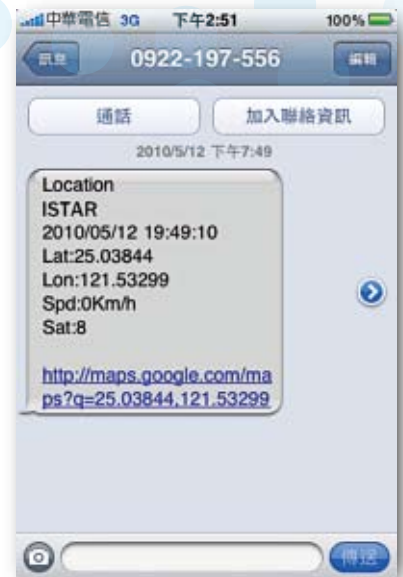 中華電信 3G 下午2:51 100%
訊息 0922-197-556 編輯
通話 加入聯絡資訊
2010/5/12 下午7:49
Location
ISTAR
2010/05/12 19:49:10
Lat:25.03844
Lon:121.53299
Spd:0Km/h
Sat:8
http://maps.google.com/ma
ps?q=25.03844,121.53299
傳送